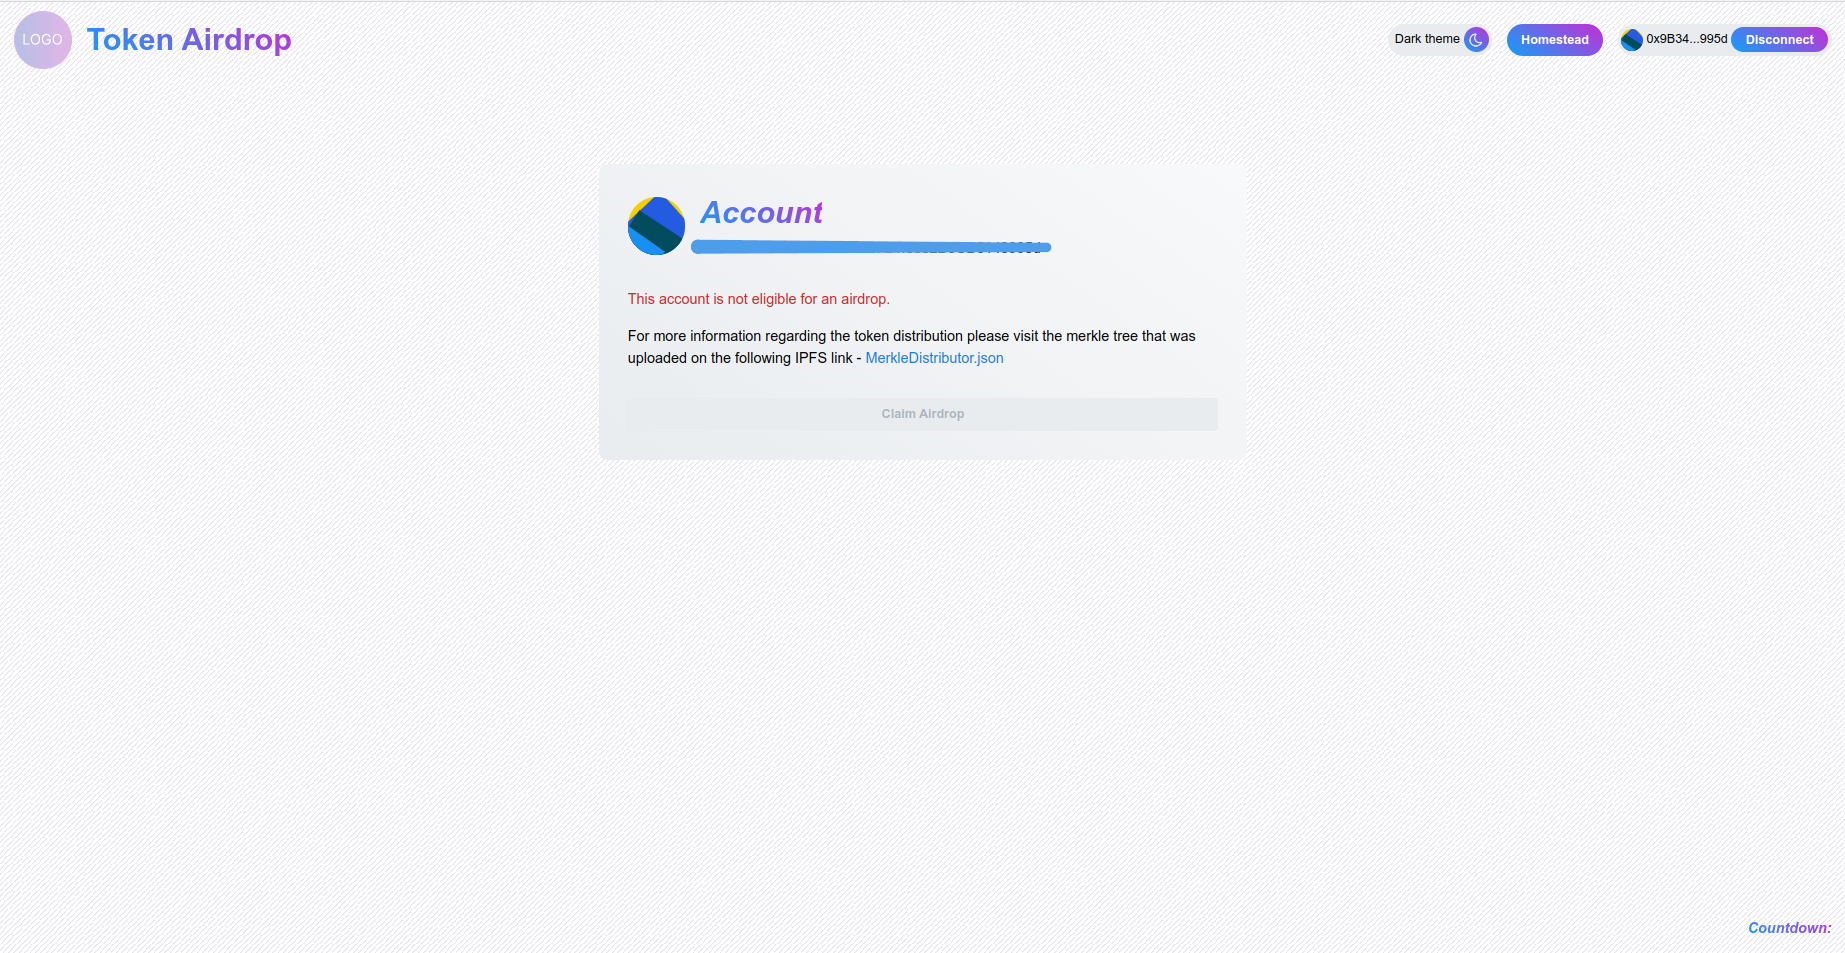 LOGO
Token Airdrop
Dark theme
Homestead
0x9B34...995d
Disconnect
Account
This account is not eligible for an airdrop.
For more information regarding the token distribution please visit the merkle tree that was
uploaded on the following IPFS link - MerkleDistributor.json
Claim Airdrop
Countdown: